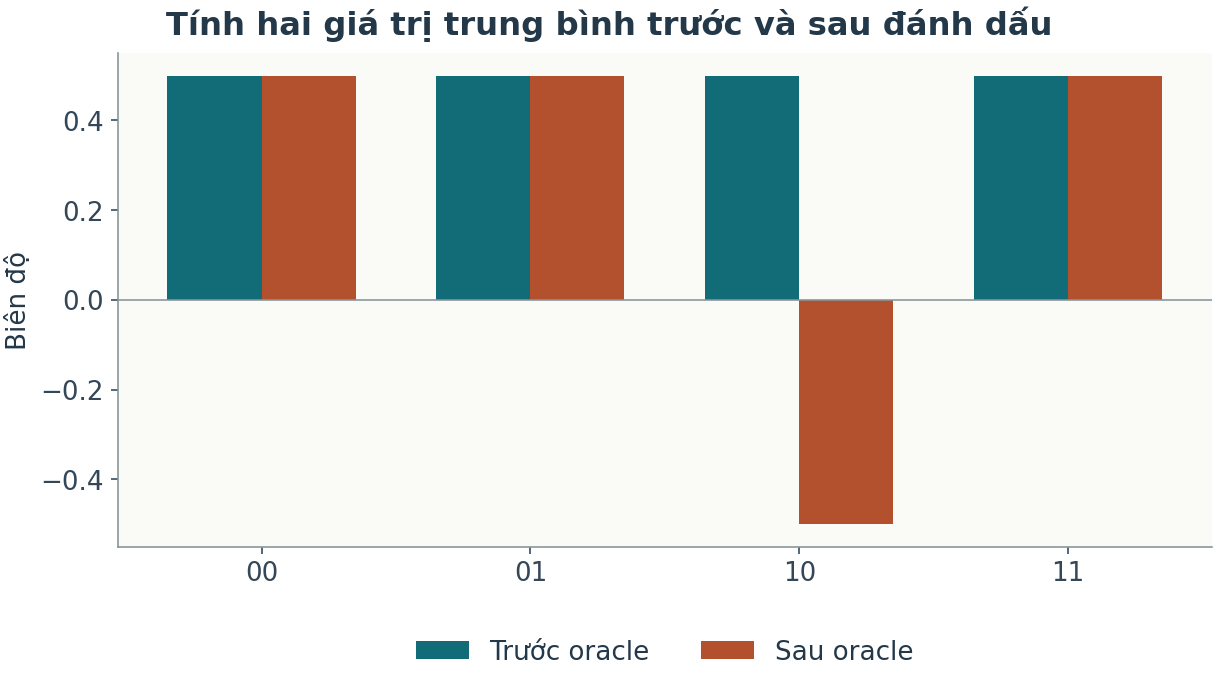 Tính hai giá trị trung bình trước và sau đánh dấu
Biên độ
0.4
0.2
0.0
−0.2
−0.4
00 01 10 11
Trước oracle Sau oracle